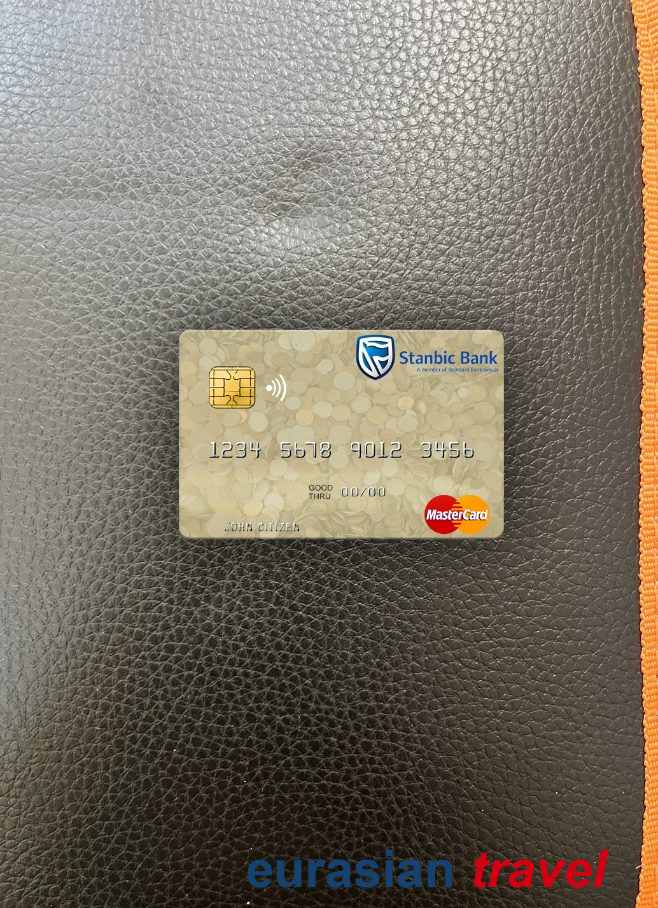 Stanbic Bank
A member of Standard Bank Group
1234 5678 9012 3456
GOOD
THRU
00/00
MasterCard
JOHN CITIZEN
eurasian travel